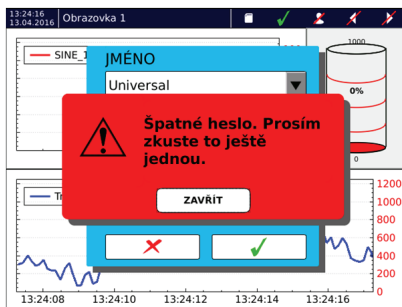 13:24:16
13.04.2016
Obrazovka 1
SINE_1
JMÉNO
Universal
1000
0%
0
Špatné heslo. Prosím
zkuste to ještě
jednou.
ZAVŘÍT
1200
1000
800
600
400
200
0
13:24:08
13:24:10
13:24:12
13:24:14
13:24:16